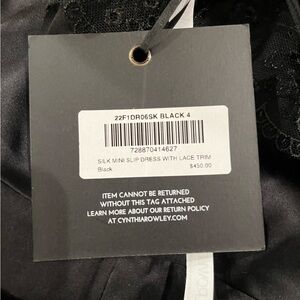 22F1DR06SK BLACK 4
728870414627
SILK MINI SLIP DRESS WITH LACE TRIM
Black $450.00
ITEM CANNOT BE RETURNED
WITHOUT THIS TAG ATTACHED
LEARN MORE ABOUT OUR RETURN POLICY
AT CYNTHIAROWLEY.COM